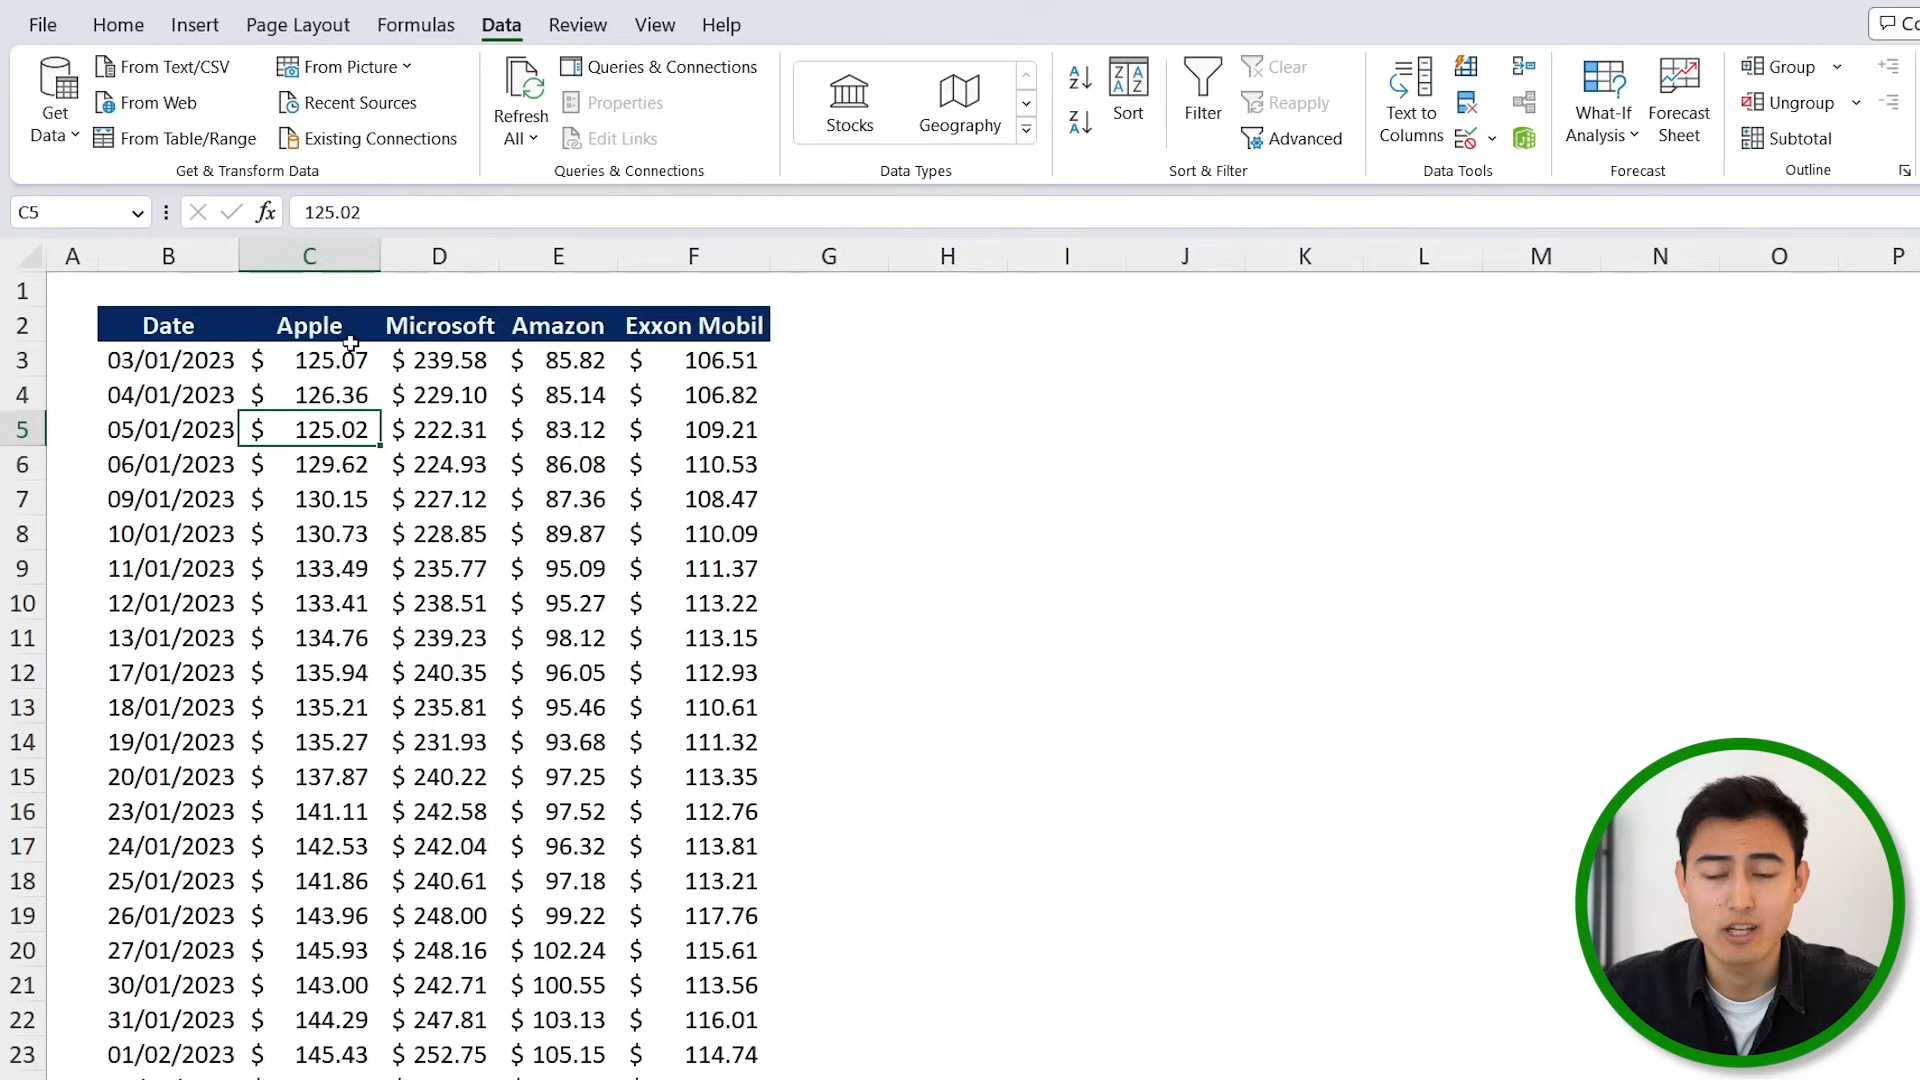 File Home Insert Page Layout Formulas Data Review View Help
Get Data
From Text/CSV
From Web
From Table/Range
From Picture
Recent Sources
Existing Connections
Get & Transform Data
Refresh All
Queries & Connections
Properties
Edit Links
Queries & Connections
Stocks
Geography
Data Types
Sort
Filter
Clear
Reapply
Advanced
Sort & Filter
Text to Columns
Data Tools
What-If Analysis
Forecast Sheet
Forecast
Group
Ungroup
Subtotal
Outline
C5 fx 125.02
A B C D E F G H I J K L M N O P
1
2 Date Apple Microsoft Amazon Exxon Mobil
3 03/01/2023 $ 125.07 $ 239.58 $ 85.82 $ 106.51
4 04/01/2023 $ 126.36 $ 229.10 $ 85.14 $ 106.82
5 05/01/2023 $ 125.02 $ 222.31 $ 83.12 $ 109.21
6 06/01/2023 $ 129.62 $ 224.93 $ 86.08 $ 110.53
7 09/01/2023 $ 130.15 $ 227.12 $ 87.36 $ 108.47
8 10/01/2023 $ 130.73 $ 228.85 $ 89.87 $ 110.09
9 11/01/2023 $ 133.49 $ 235.77 $ 95.09 $ 111.37
10 12/01/2023 $ 133.41 $ 238.51 $ 95.27 $ 113.22
11 13/01/2023 $ 134.76 $ 239.23 $ 98.12 $ 113.15
12 17/01/2023 $ 135.94 $ 240.35 $ 96.05 $ 112.93
13 18/01/2023 $ 135.21 $ 235.81 $ 95.46 $ 110.61
14 19/01/2023 $ 135.27 $ 231.93 $ 93.68 $ 111.32
15 20/01/2023 $ 137.87 $ 240.22 $ 97.25 $ 113.35
16 23/01/2023 $ 141.11 $ 242.58 $ 97.52 $ 112.76
17 24/01/2023 $ 142.53 $ 242.04 $ 96.32 $ 113.81
18 25/01/2023 $ 141.86 $ 240.61 $ 97.18 $ 113.21
19 26/01/2023 $ 143.96 $ 248.00 $ 99.22 $ 117.76
20 27/01/2023 $ 145.93 $ 248.16 $ 102.24 $ 115.61
21 30/01/2023 $ 143.00 $ 242.71 $ 100.55 $ 113.56
22 31/01/2023 $ 144.29 $ 247.81 $ 103.13 $ 116.01
23 01/02/2023 $ 145.43 $ 252.75 $ 105.15 $ 114.74